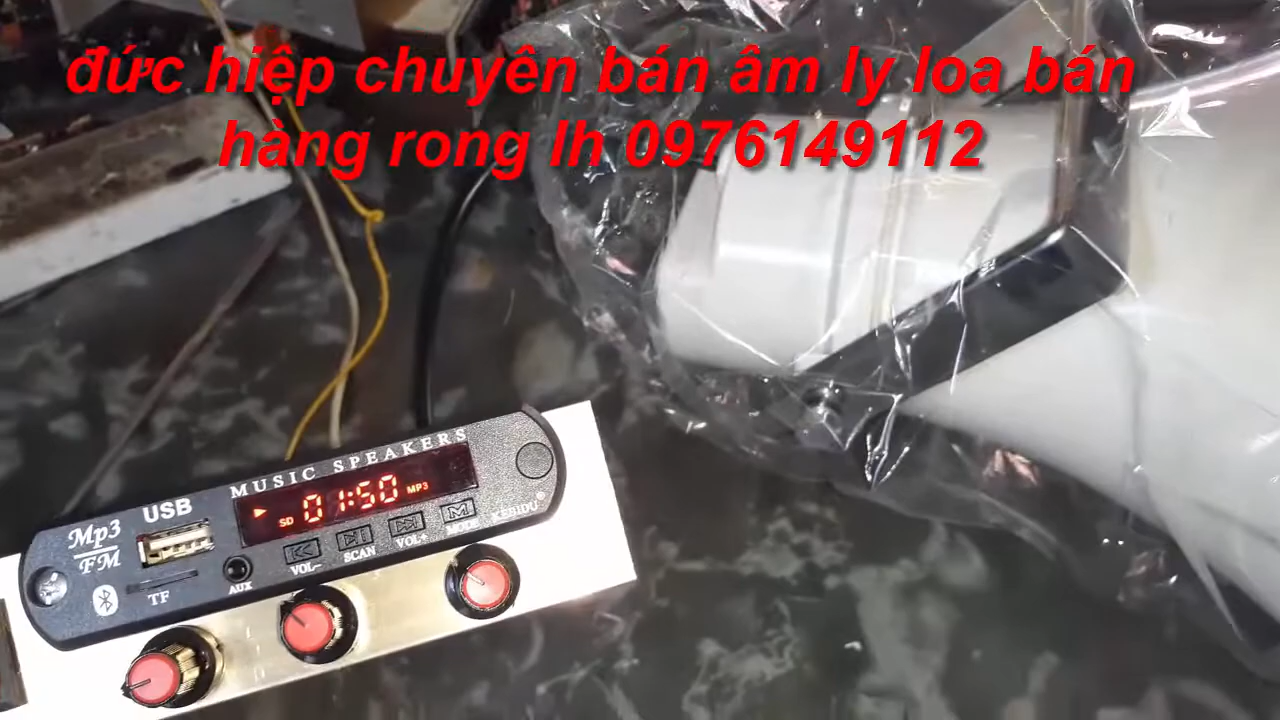 đức hiệp chuyên bán âm ly loa bán
hàng rong lh 0976149112
MUSIC SPEAKERS
USB
Mp3
FM
SD 01:50 MP3
VOL-
SCAN
VOL+
MODE
KEBIDU
AUX
TF